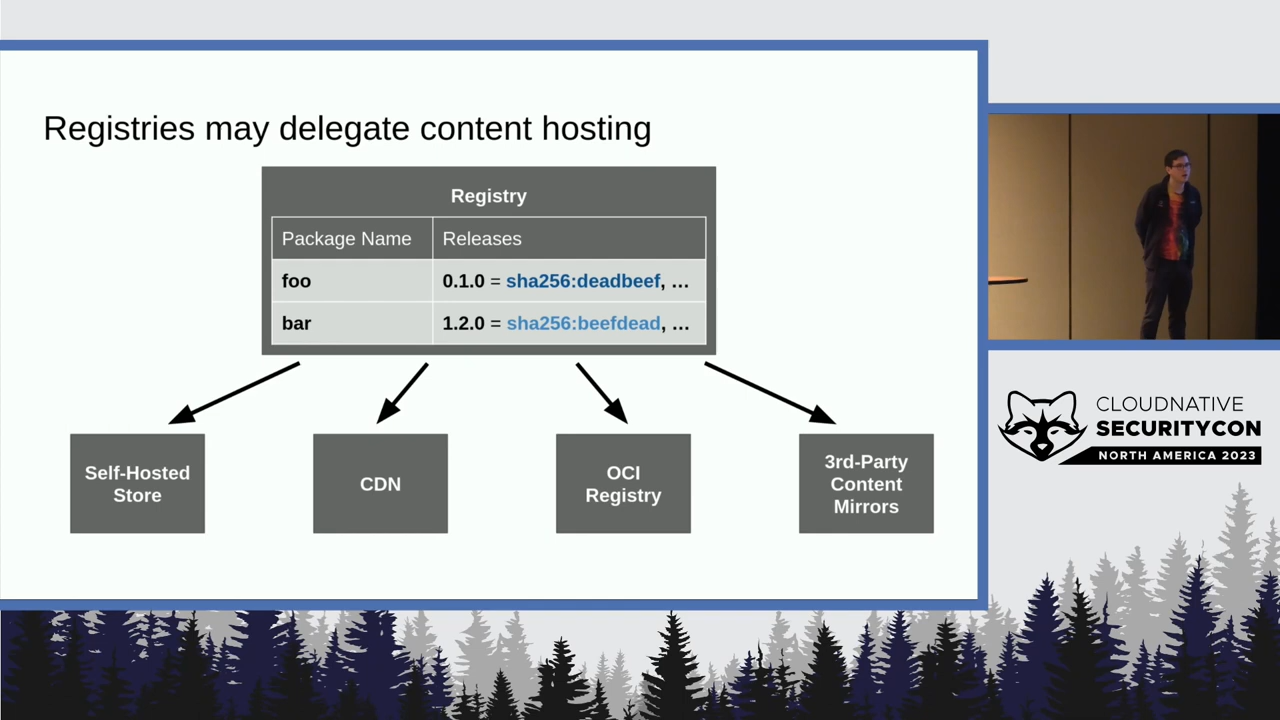 Registries may delegate content hosting
Registry
Package Name Releases
foo 0.1.0 = sha256:deadbeef, …
bar 1.2.0 = sha256:beefdead, …
Self-Hosted
Store
CDN
OCI
Registry
3rd-Party
Content
Mirrors
CLOUDNATIVE
SECURITYCON
NORTH AMERICA 2023